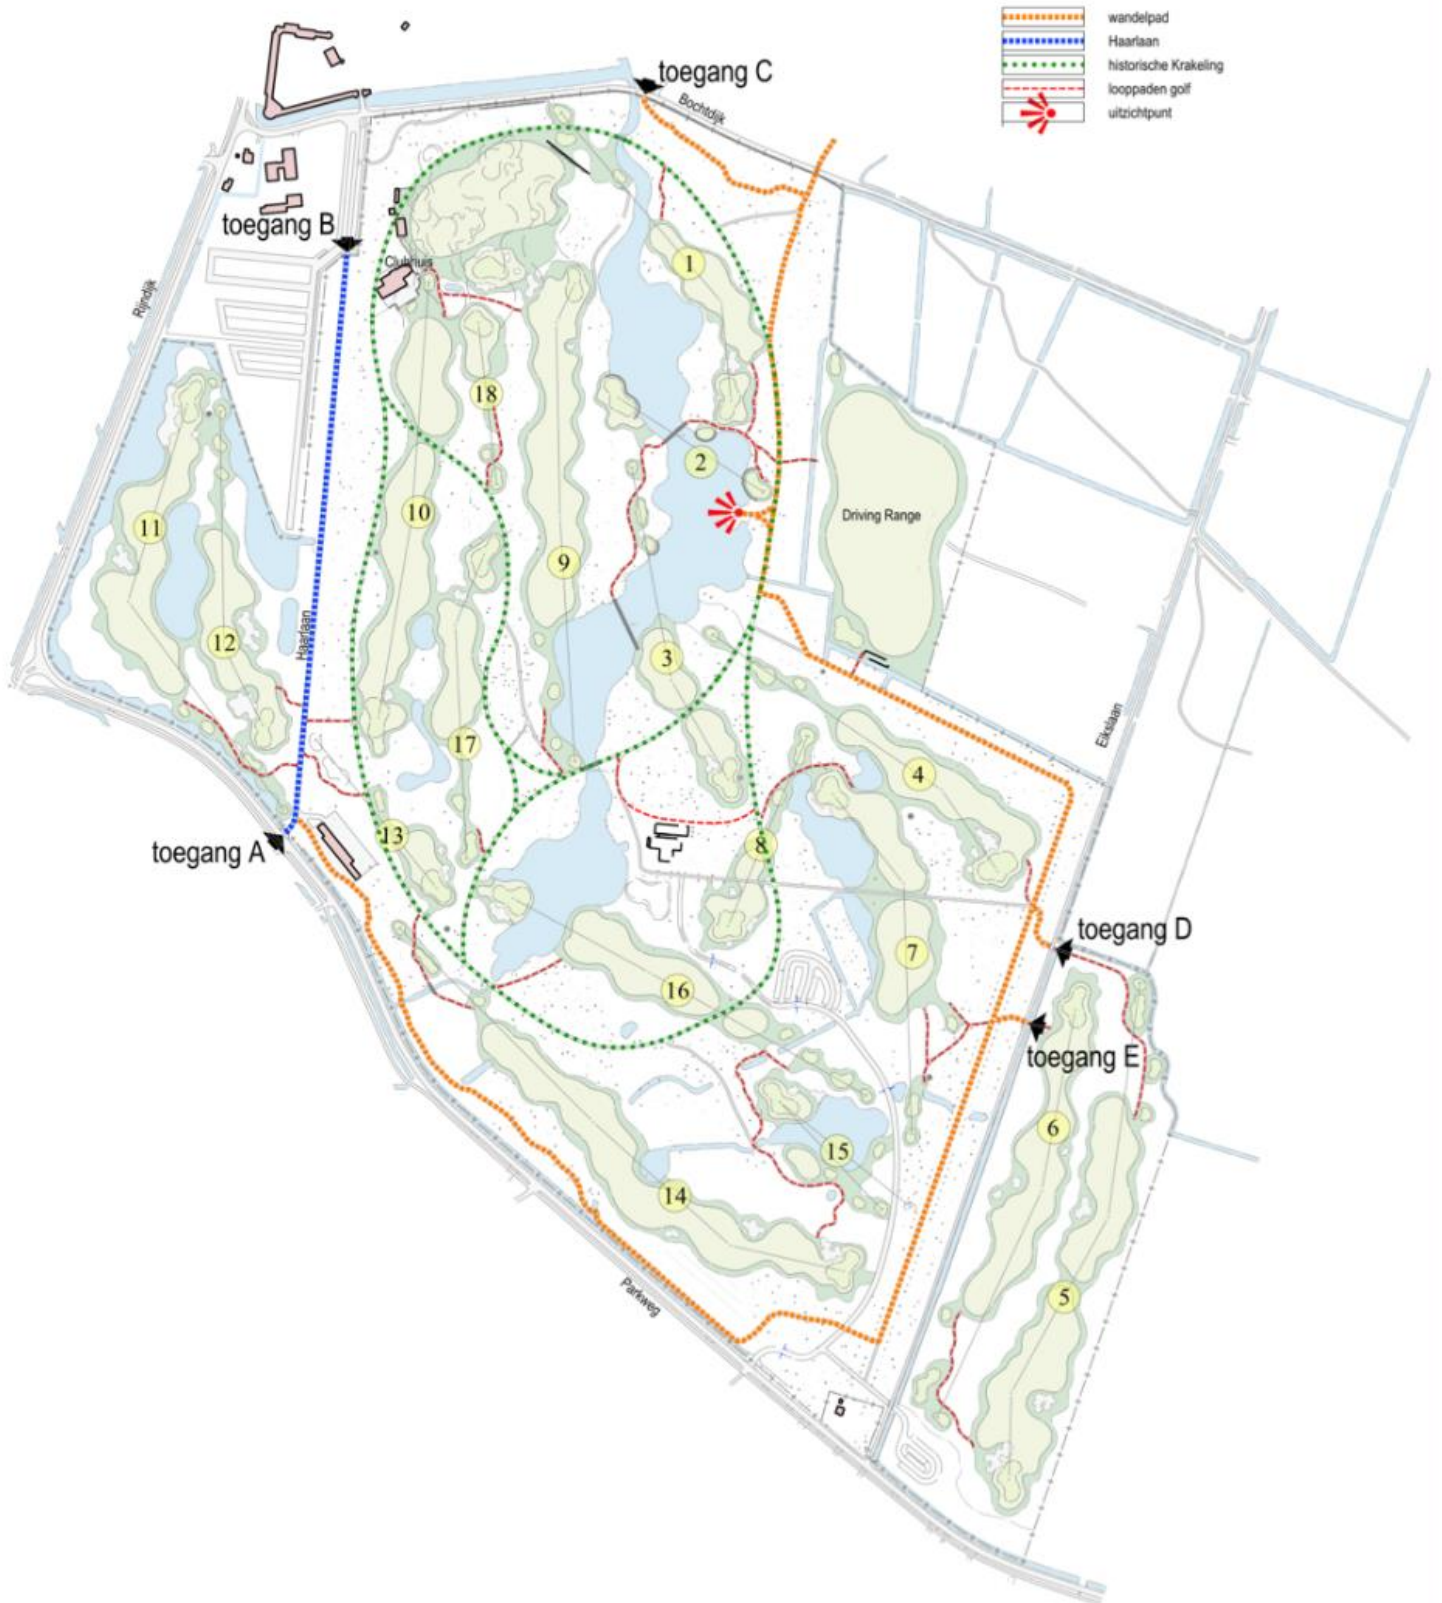 wandelpad
Haarlaan
historische Krakeling
looppaden golf
uitzichtpunt
toegang C
Bochtdijk
toegang B
Clubhuis
Rijndijk
1
18
2
10
11
9
Driving Range
12
Haarlaan
3
17
4
Eikslaan
13
8
toegang A
toegang D
7
16
toegang E
6
15
14
5
Parkweg